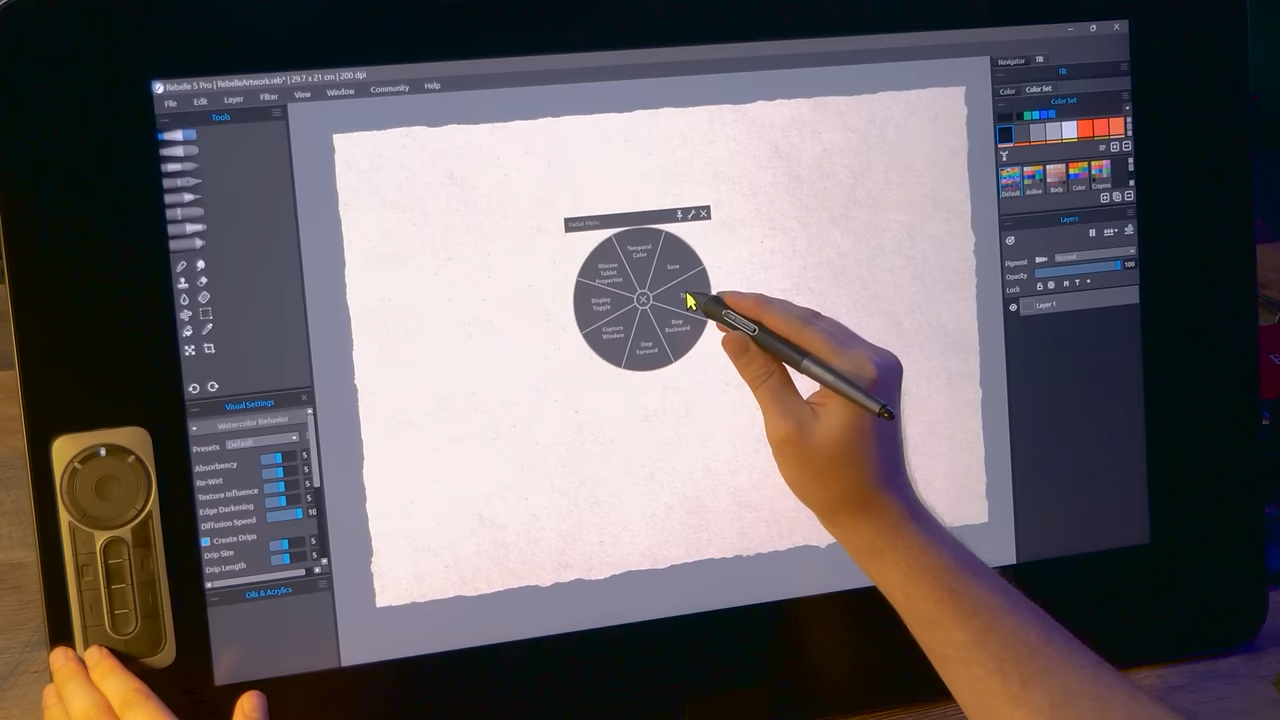 Rebelle 5 Pro | RebelleArtwork.reb* | 29.7 x 21 cm | 200 dpi
File Edit Layer Filter View Window Community Help
Tools
Radial Menu
Temporal
Color
Save
Wacom
Tablet
Properties
Display
Toggle
Capture
Window
Step
Forward
Step
Backward
Visual Settings
Watercolor Behavior
Presets Default
Absorbency 5
Re-Wet 5
Texture Influence 5
Edge Darkening 5
Diffusion Speed 10
Create Drips
Drip Size 5
Drip Length 5
Oils & Acrylics
Navigator Tilt
Tilt
Color Color Set
Color Set
Default Aniline Body Color Crayons
Layers
Pigment Normal
Opacity 100
Lock
Layer 1